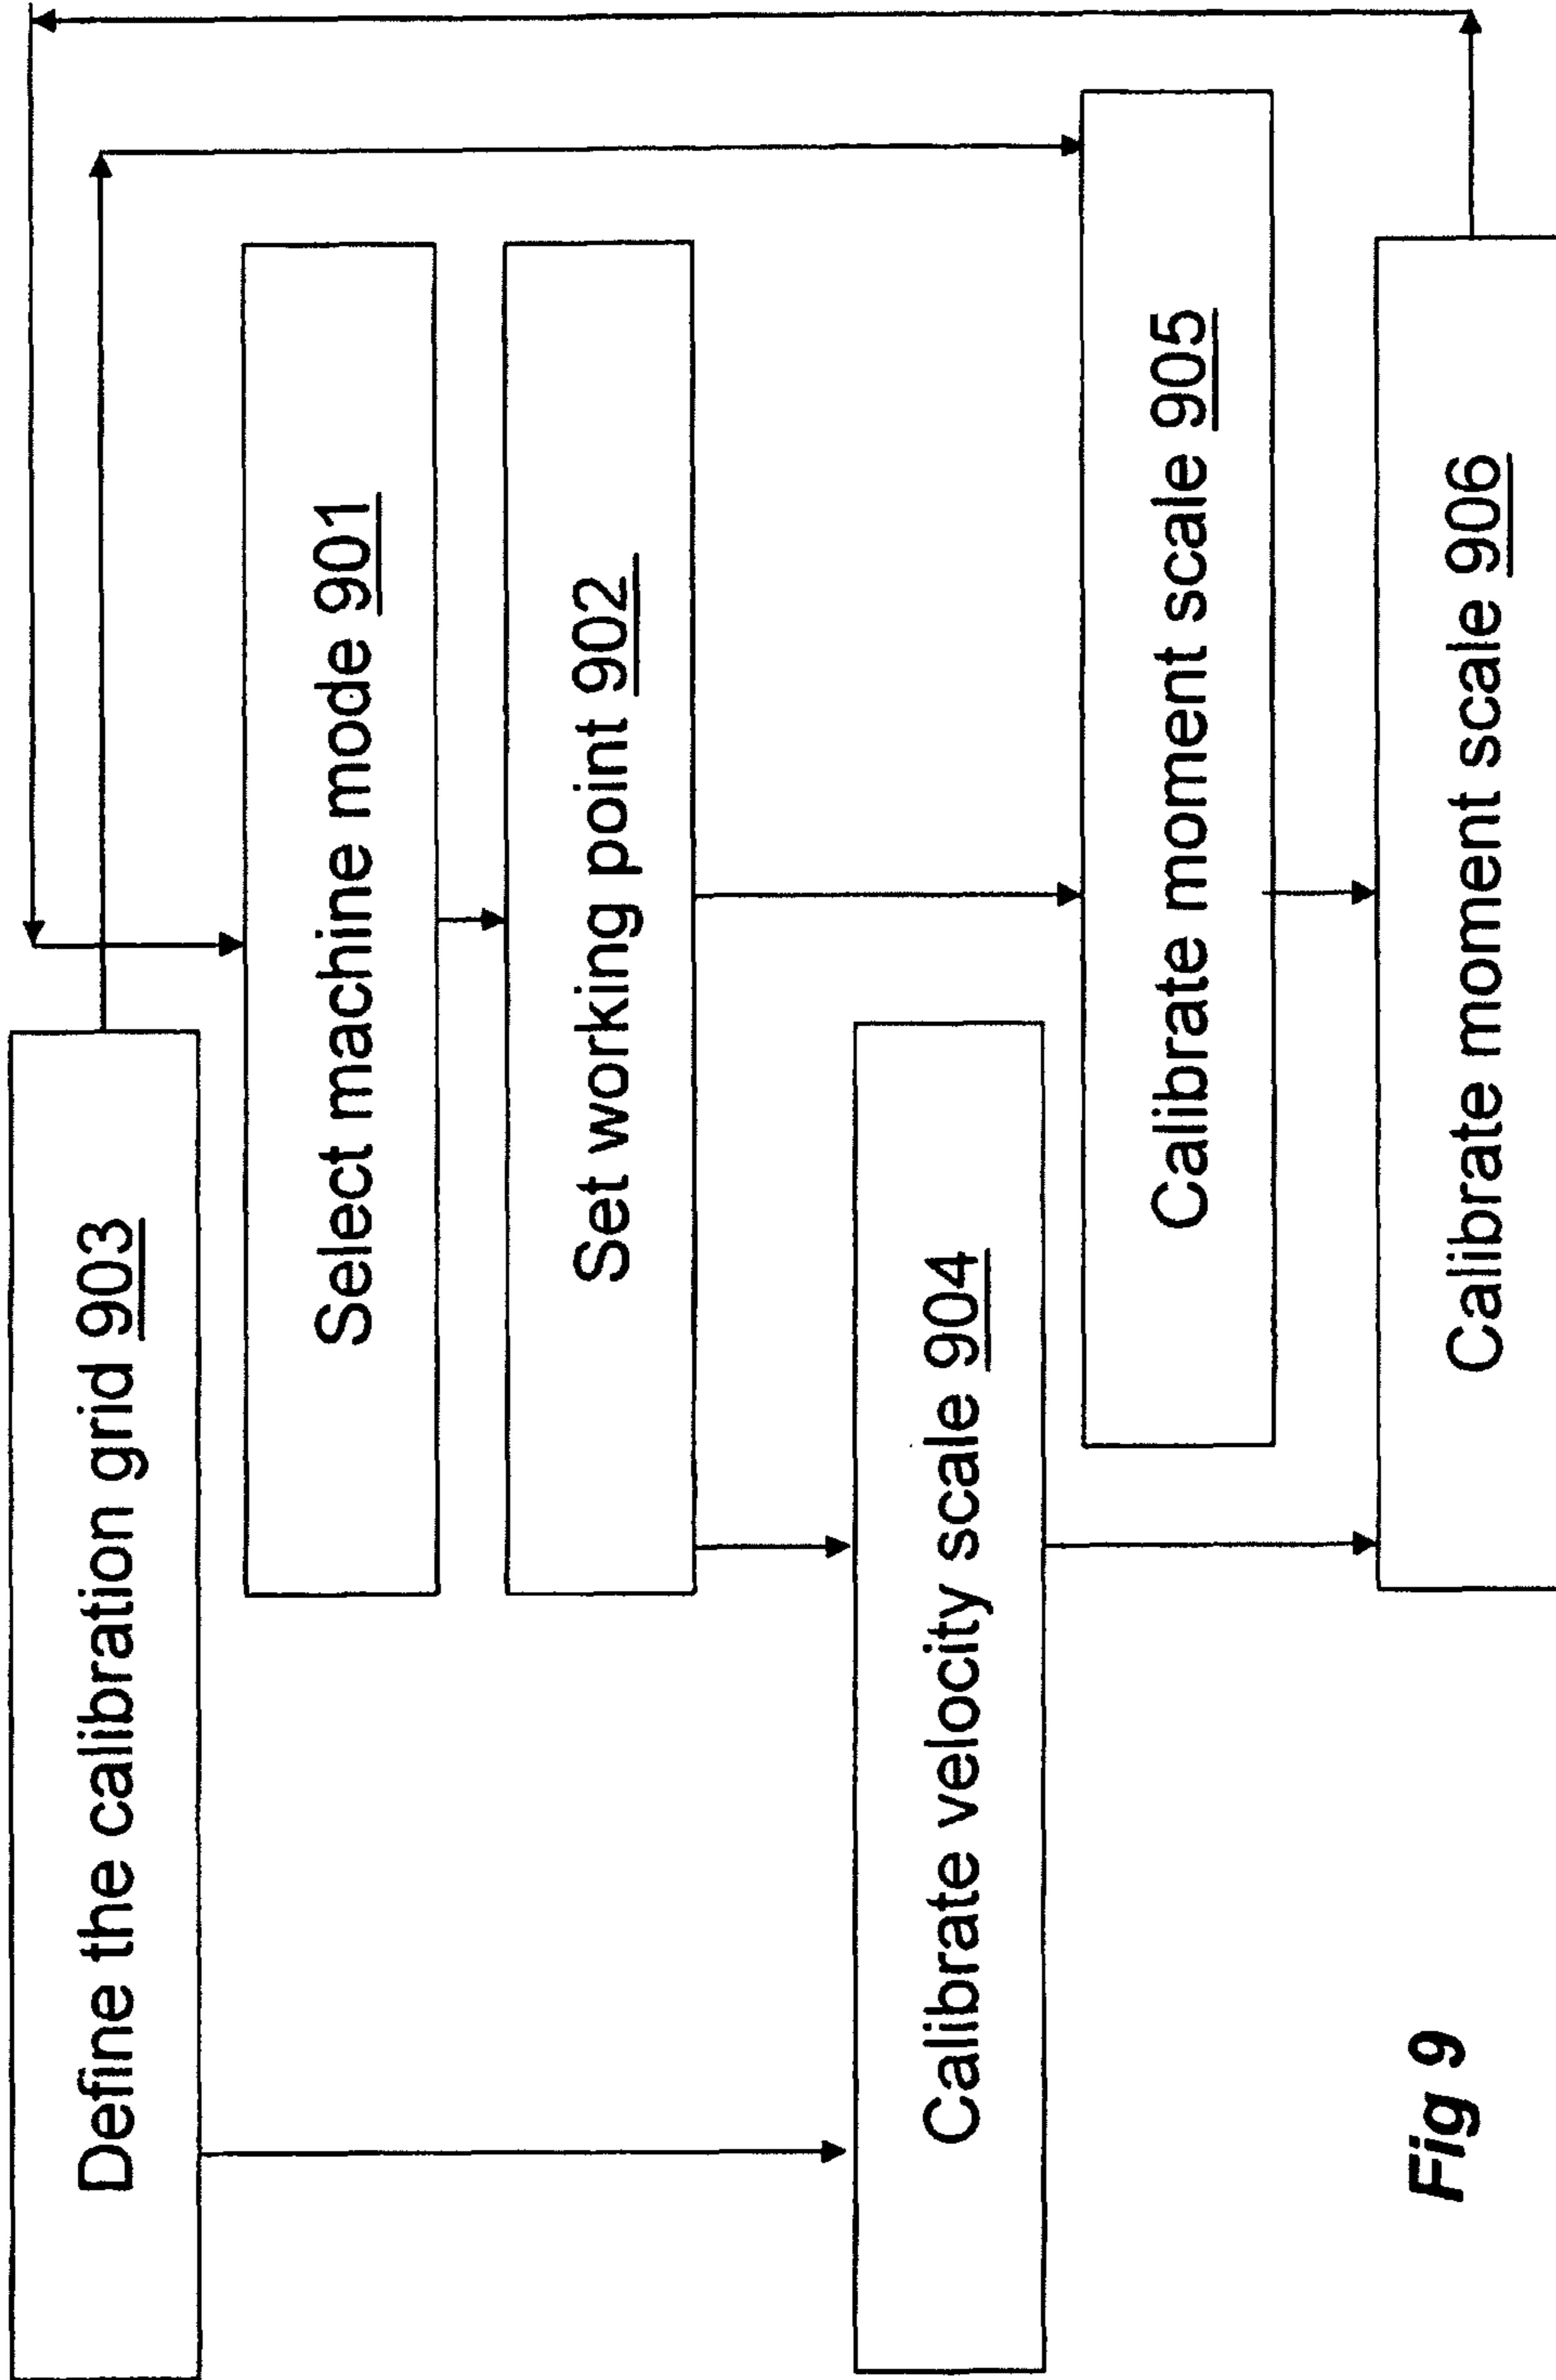 Define the calibration grid 903
Select machine mode 901
Set working point 902
Calibrate velocity scale 904
Calibrate moment scale 905
Calibrate moment scale 906
Fig 9